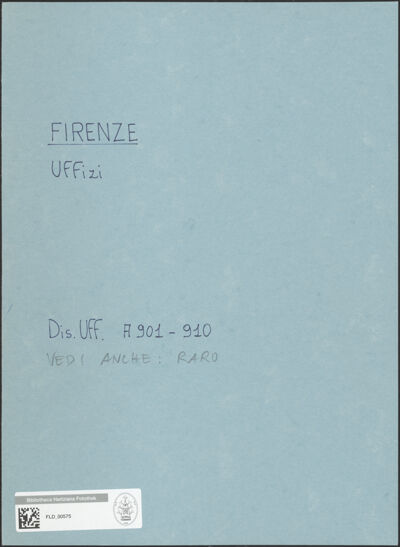 FIRENZE
Uffizi
Dis. Uff. A 901 - 910
VEDI ANCHE: RARO
Bibliotheca Hertziana Fotothek
FLD_00575